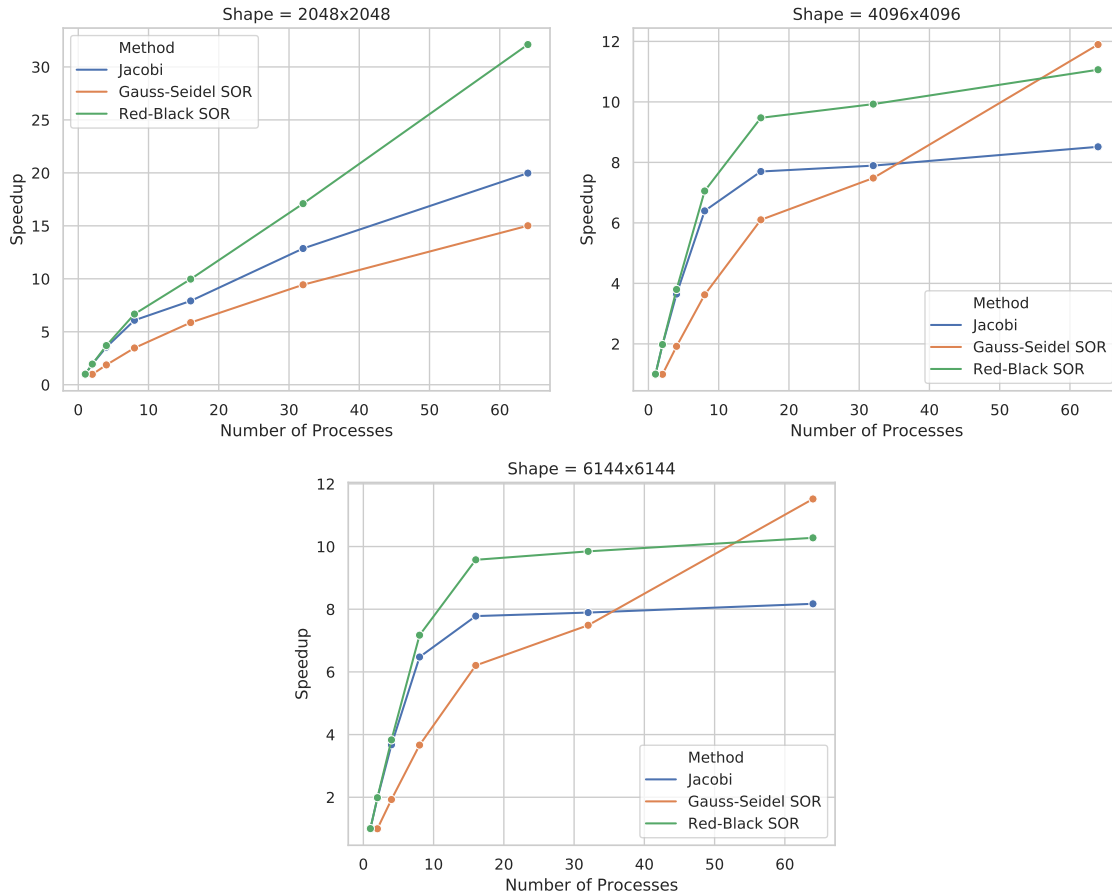 Shape = 2048x2048
Speedup
30
25
20
15
10
5
0
Method
Jacobi
Gauss-Seidel SOR
Red-Black SOR
0 10 20 30 40 50 60
Number of Processes
Shape = 4096x4096
Speedup
12
10
8
6
4
2
Method
Jacobi
Gauss-Seidel SOR
Red-Black SOR
0 10 20 30 40 50 60
Number of Processes
Shape = 6144x6144
Speedup
12
10
8
6
4
2
Method
Jacobi
Gauss-Seidel SOR
Red-Black SOR
0 10 20 30 40 50 60
Number of Processes